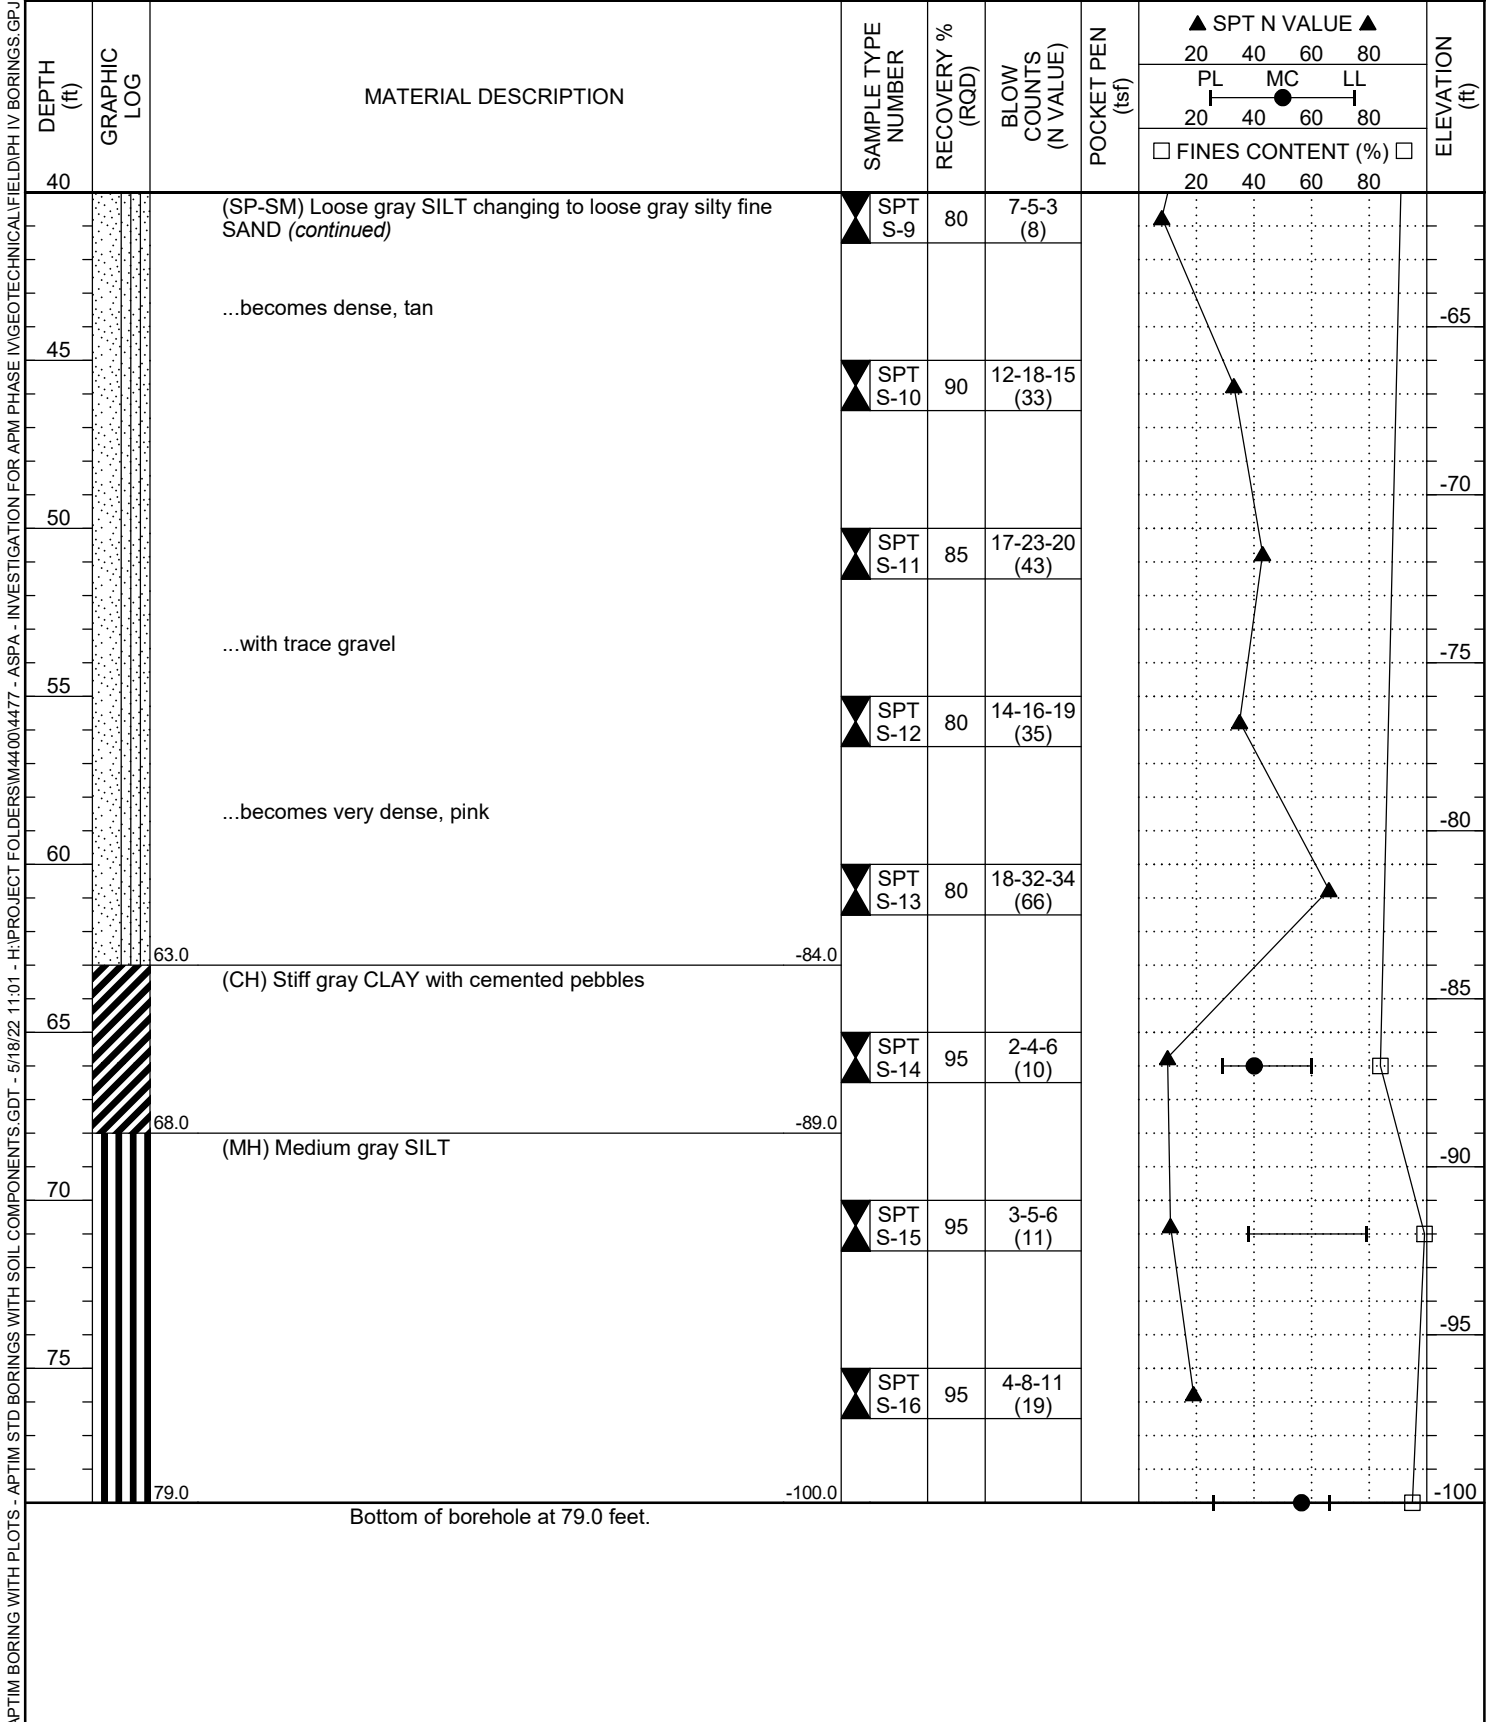 APTIM BORING WITH PLOTS - APTIM STD BORINGS WITH SOIL COMPONENTS.GDT - 5/18/22 11:01 - H:\PROJECT FOLDERS\M4400\4477 - ASPA - INVESTIGATION FOR APM PHASE IV\GEOTECHNICAL\FIELD\PH IV BORINGS.GPJ
DEPTH
(ft)
GRAPHIC
LOG
MATERIAL DESCRIPTION
SAMPLE TYPE
NUMBER
RECOVERY %
(RQD)
BLOW
COUNTS
(N VALUE)
POCKET PEN
(tsf)
▲ SPT N VALUE ▲
20 40 60 80
PL MC LL
20 40 60 80
□ FINES CONTENT (%) □
20 40 60 80
ELEVATION
(ft)
40
(SP-SM) Loose gray SILT changing to loose gray silty fine
SAND (continued)
SPT
S-9
80
7-5-3
(8)
...becomes dense, tan
-65
45
SPT
S-10
90
12-18-15
(33)
-70
50
SPT
S-11
85
17-23-20
(43)
...with trace gravel
-75
55
SPT
S-12
80
14-16-19
(35)
...becomes very dense, pink
-80
60
SPT
S-13
80
18-32-34
(66)
63.0 -84.0
(CH) Stiff gray CLAY with cemented pebbles
-85
65
SPT
S-14
95
2-4-6
(10)
68.0 -89.0
(MH) Medium gray SILT
-90
70
SPT
S-15
95
3-5-6
(11)
-95
75
SPT
S-16
95
4-8-11
(19)
79.0 -100.0
-100
Bottom of borehole at 79.0 feet.